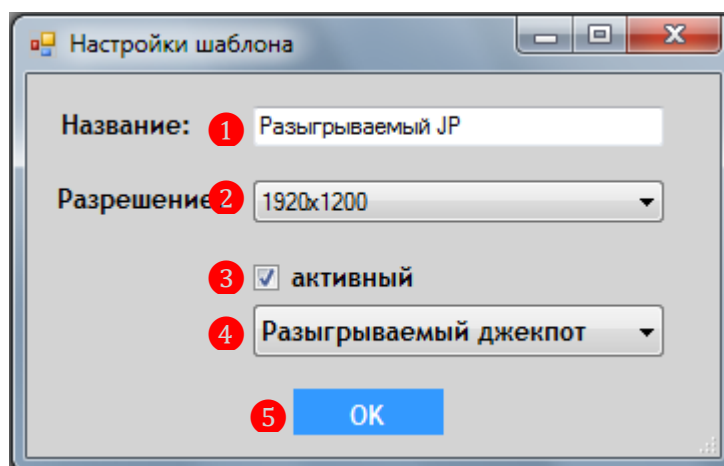 Настройки шаблона
Название: 1 Разыгрываемый JP
Разрешение 2 1920x1200
3 активный
4 Разыгрываемый джекпот
5 OK